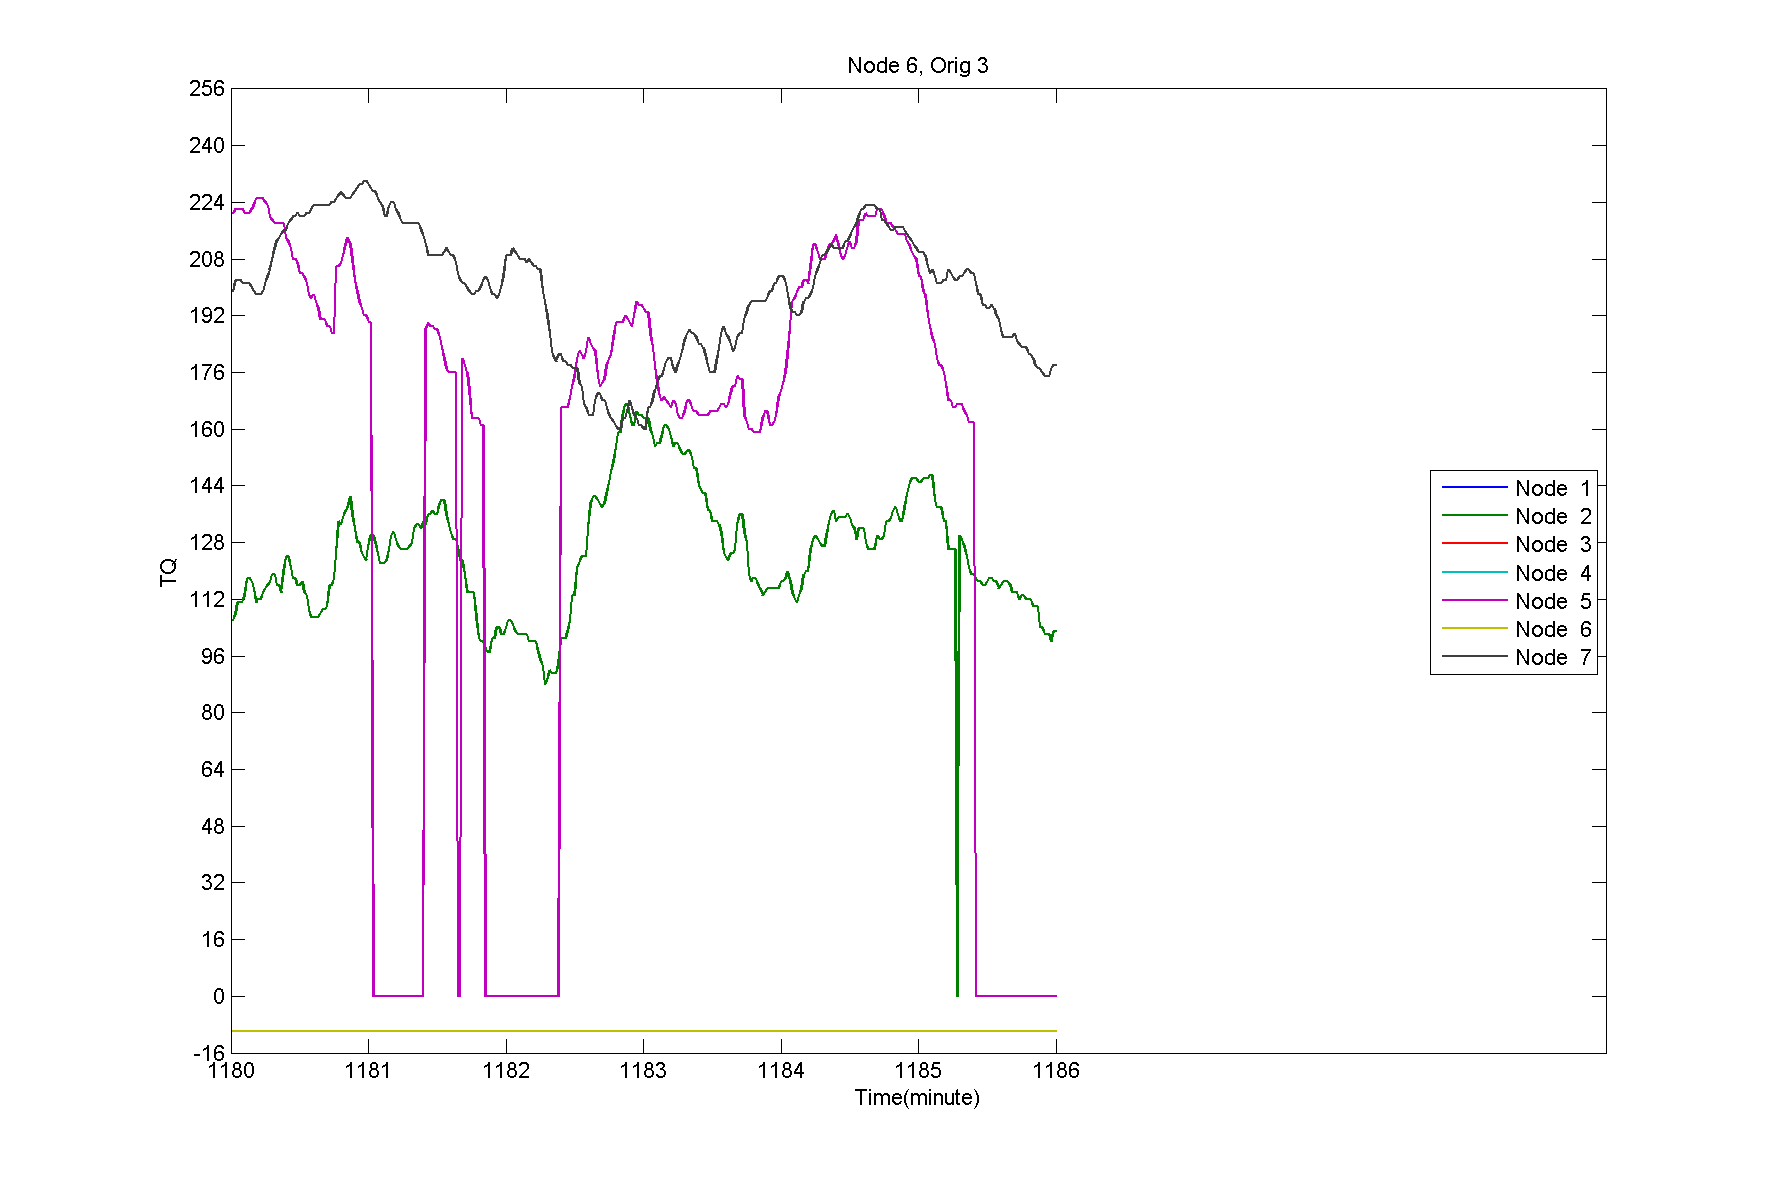 Node 6, Orig 3
256
240
224
208
192
176
160
144
128
112
96
80
64
48
32
16
0
-16
TQ
1180 1181 1182 1183 1184 1185 1186
Time(minute)
Node 1
Node 2
Node 3
Node 4
Node 5
Node 6
Node 7